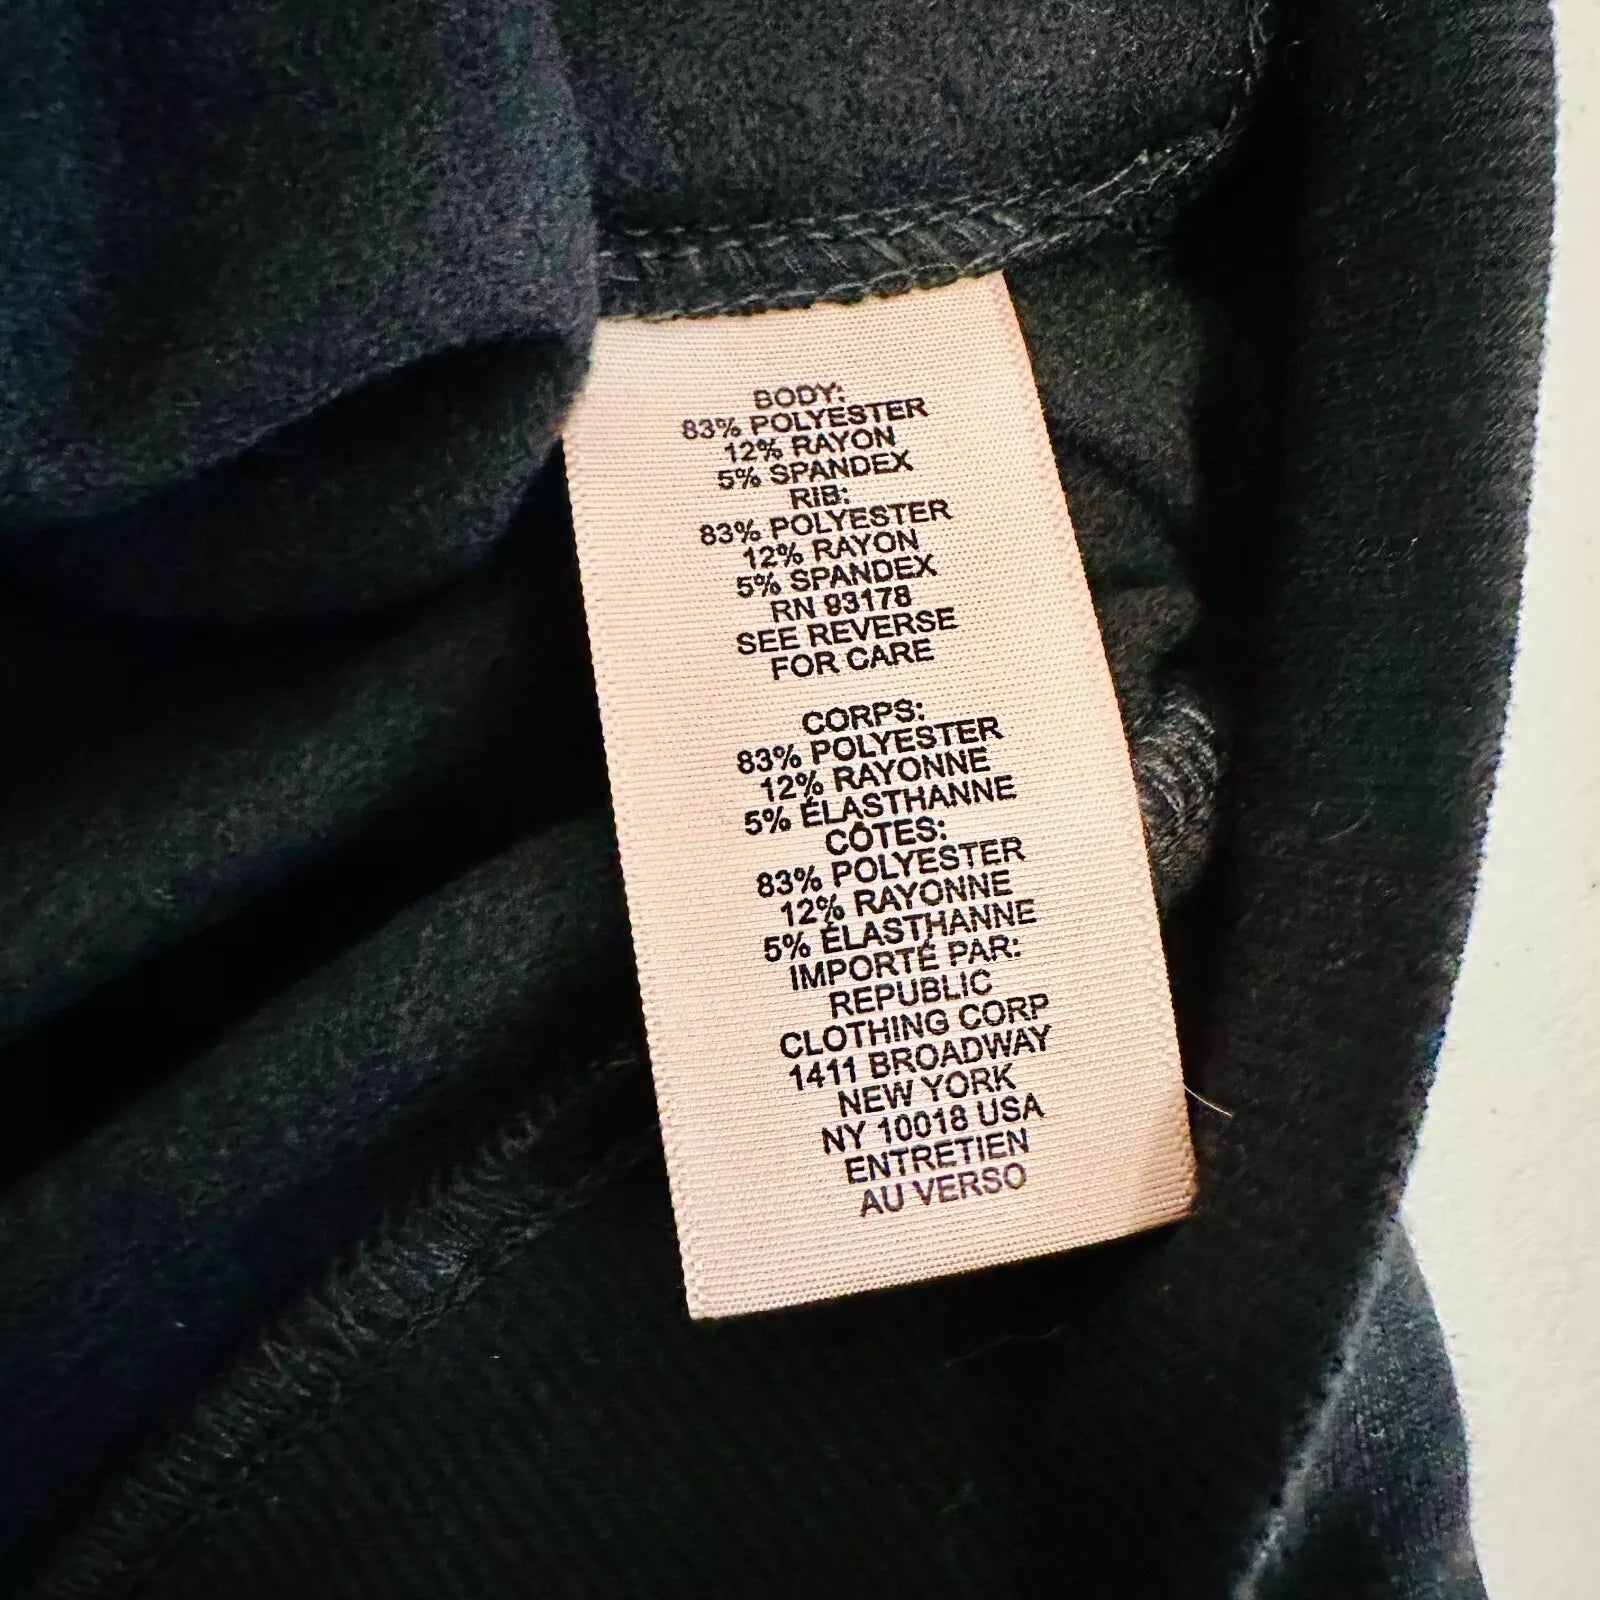 BODY:
83% POLYESTER
12% RAYON
5% SPANDEX
RIB:
83% POLYESTER
12% RAYON
5% SPANDEX
RN 93178
SEE REVERSE
FOR CARE
CORPS:
83% POLYESTER
12% RAYONNE
5% ÉLASTHANNE
CÔTES:
83% POLYESTER
12% RAYONNE
5% ÉLASTHANNE
IMPORTÉ PAR:
REPUBLIC
CLOTHING CORP
1411 BROADWAY
NEW YORK
NY 10018 USA
ENTRETIEN
AU VERSO